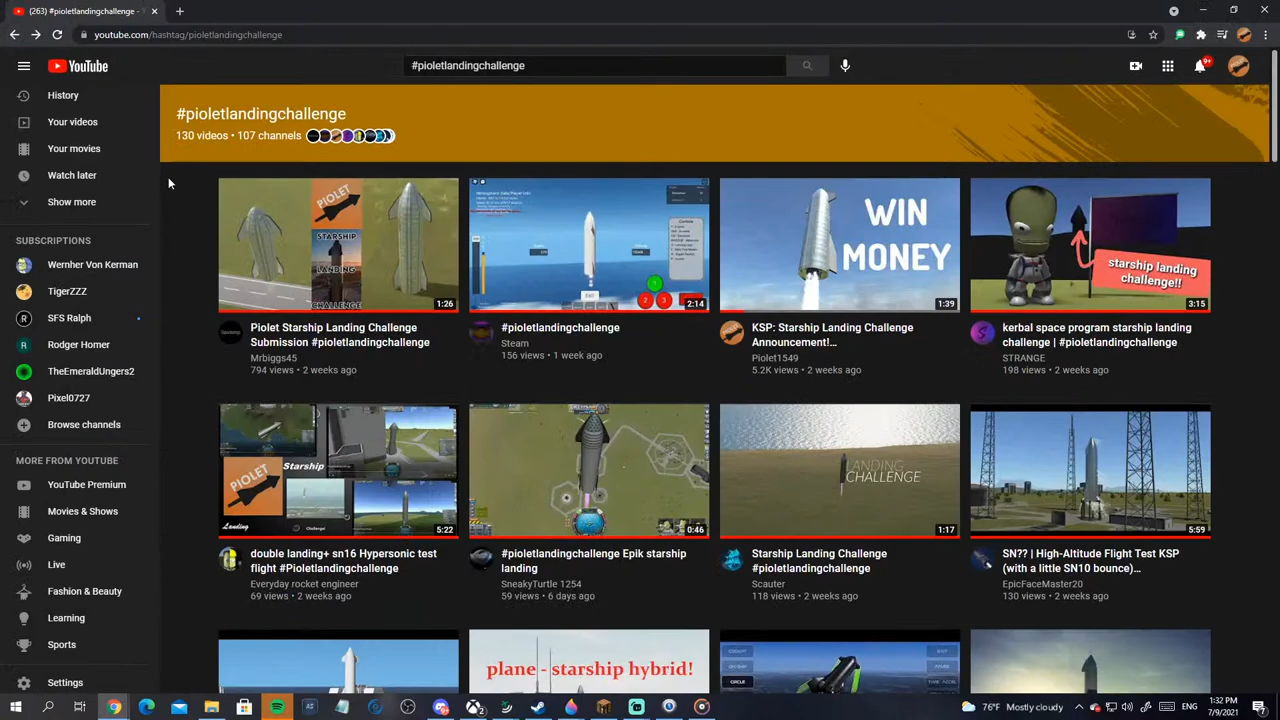 (263) #pioletlandingchallenge - Y
youtube.com/hashtag/pioletlandingchallenge
YouTube
#pioletlandingchallenge
9+
History
Your videos
Your movies
Watch later
Show more
SUBSCRIPTIONS
Wernher Von Kerman
TigerZZZ
SFS Ralph
Rodger Homer
TheEmeraldUngers2
Pixel0727
Browse channels
MORE FROM YOUTUBE
YouTube Premium
Movies & Shows
Gaming
Live
Fashion & Beauty
Learning
Sports
Settings
#pioletlandingchallenge
130 videos • 107 channels
PIOLET
STARSHIP
LANDING
CHALLENGE
1:26
Piolet Starship Landing Challenge
Submission #pioletlandingchallenge
Mrbiggs45
794 views • 2 weeks ago
2:14
#pioletlandingchallenge
Steam
156 views • 1 week ago
WIN
MONEY
1:39
KSP: Starship Landing Challenge
Announcement!...
Piolet1549
5.2K views • 2 weeks ago
starship landing
challenge!!
3:15
kerbal space program starship landing
challenge | #pioletlandingchallenge
STRANGE
198 views • 2 weeks ago
PIOLET
Starship
Landing
Challenge!
5:22
double landing+ sn16 Hypersonic test
flight #Pioletlandingchallenge
Everyday rocket engineer
69 views • 2 weeks ago
0:46
#pioletlandingchallenge Epik starship
landing
SneakyTurtle 1254
59 views • 6 days ago
LANDING
CHALLENGE
1:17
Starship Landing Challenge
#pioletlandingchallenge
Scauter
118 views • 2 weeks ago
5:59
SN?? | High-Altitude Flight Test KSP
(with a little SN10 bounce)...
EpicFaceMaster20
130 views • 2 weeks ago
plane - starship hybrid!
76°F Mostly cloudy
ENG
1:32 PM
7/9/2021